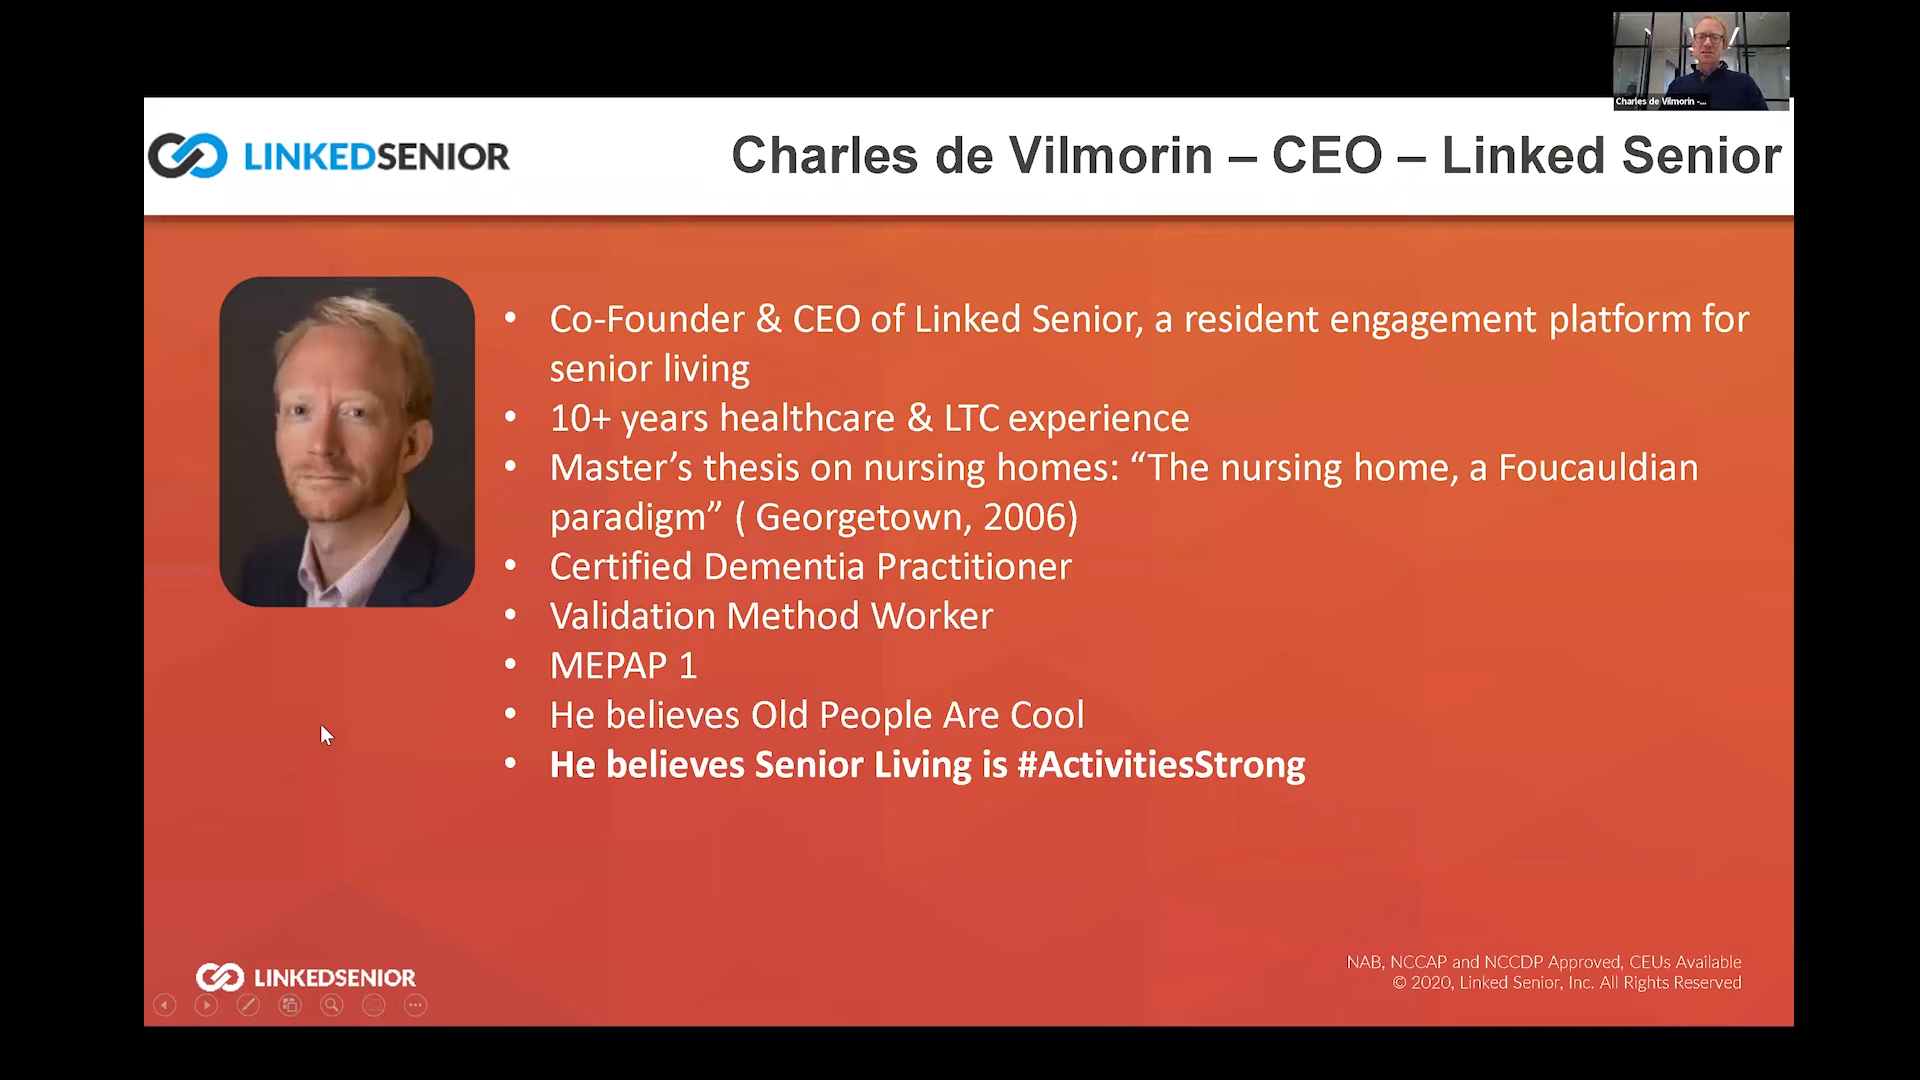 Charles de Vilmorin -...
LINKEDSENIOR
Charles de Vilmorin – CEO – Linked Senior
• Co-Founder & CEO of Linked Senior, a resident engagement platform for
senior living
• 10+ years healthcare & LTC experience
• Master’s thesis on nursing homes: “The nursing home, a Foucauldian
paradigm” ( Georgetown, 2006)
• Certified Dementia Practitioner
• Validation Method Worker
• MEPAP 1
• He believes Old People Are Cool
• He believes Senior Living is #ActivitiesStrong
LINKEDSENIOR
NAB, NCCAP and NCCDP Approved, CEUs Available
© 2020, Linked Senior, Inc. All Rights Reserved